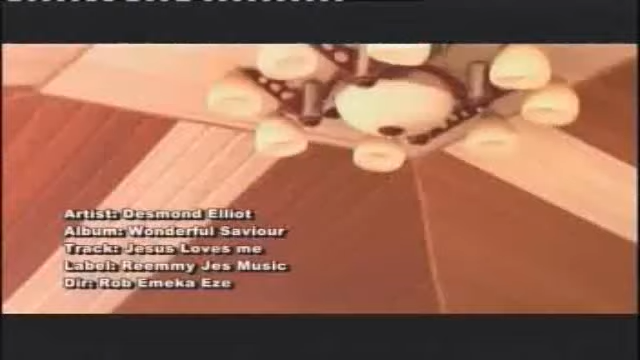 Artist: Desmond Elliot
Album: Wonderful Saviour
Track: Jesus Loves me
Label: Reemmy Jes Music
Dir: Rob Emeka Eze